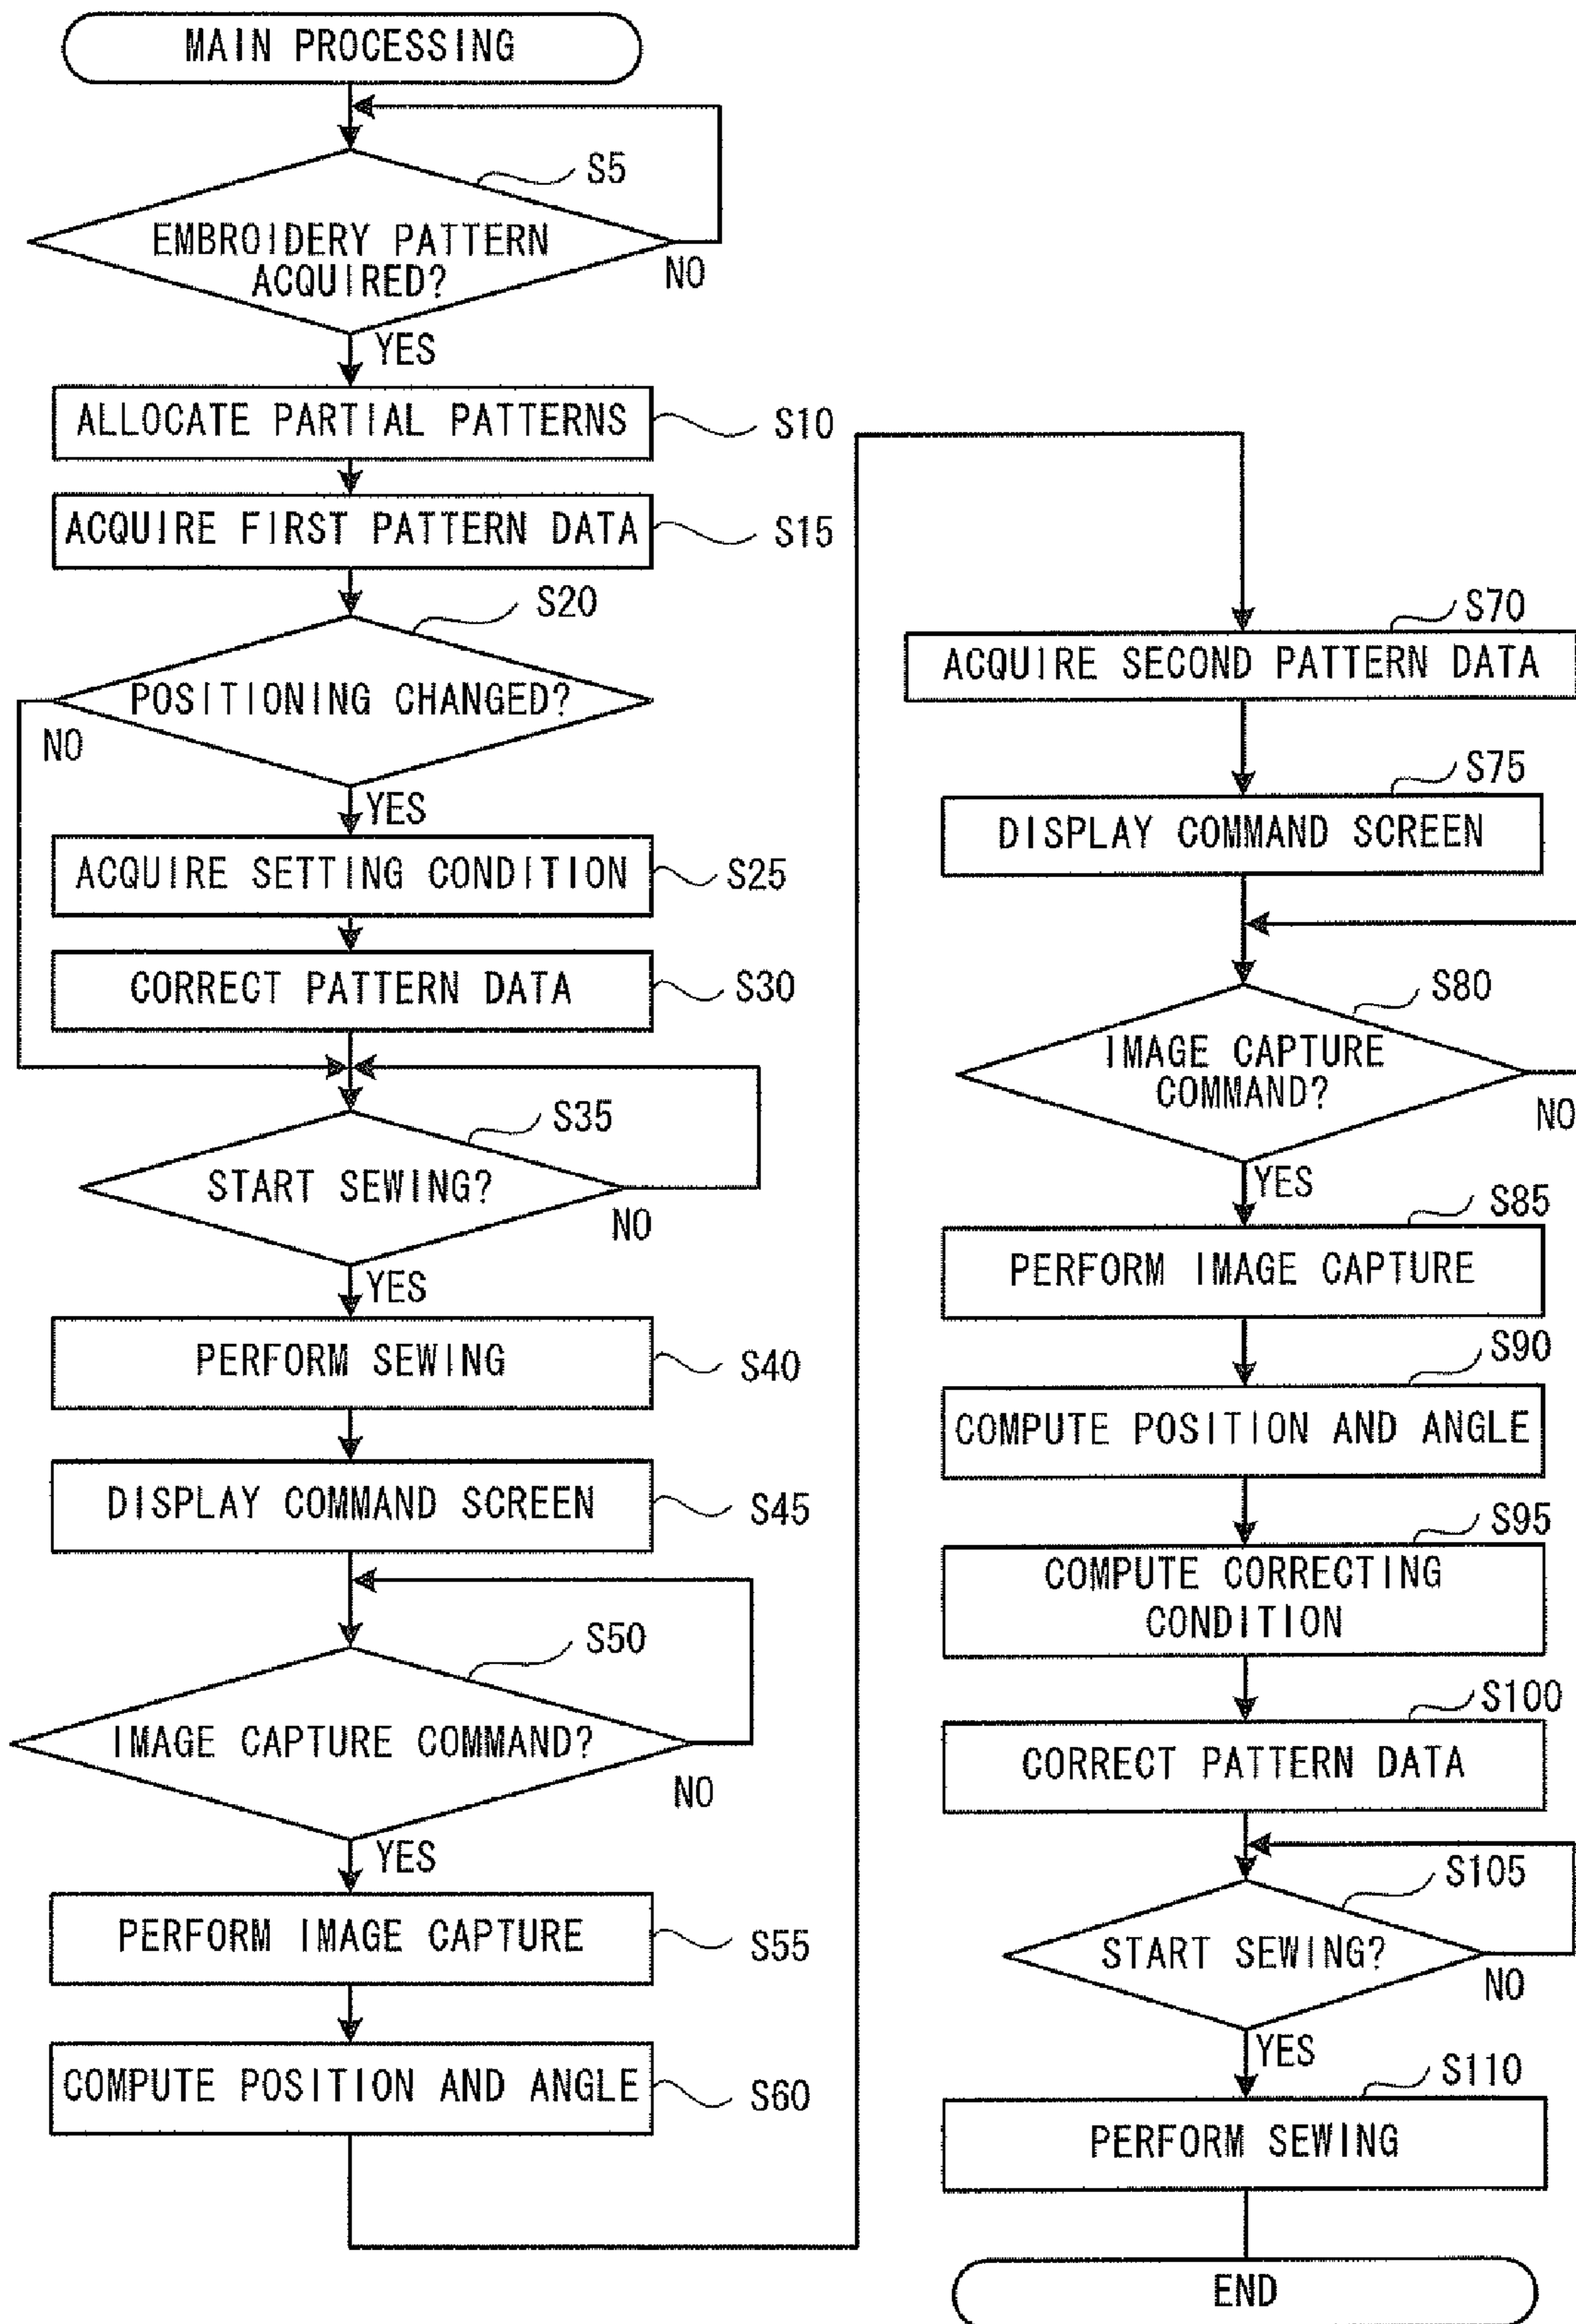 MAIN PROCESSING
S5
EMBROIDERY PATTERN
ACQUIRED?
NO
YES
ALLOCATE PARTIAL PATTERNS
S10
ACQUIRE FIRST PATTERN DATA
S15
S20
POSITIONING CHANGED?
NO
YES
ACQUIRE SETTING CONDITION
S25
CORRECT PATTERN DATA
S30
S35
START SEWING?
NO
YES
PERFORM SEWING
S40
DISPLAY COMMAND SCREEN
S45
S50
IMAGE CAPTURE COMMAND?
NO
YES
PERFORM IMAGE CAPTURE
S55
COMPUTE POSITION AND ANGLE
S60
S70
ACQUIRE SECOND PATTERN DATA
S75
DISPLAY COMMAND SCREEN
S80
IMAGE CAPTURE
COMMAND?
NO
YES
S85
PERFORM IMAGE CAPTURE
S90
COMPUTE POSITION AND ANGLE
S95
COMPUTE CORRECTING
CONDITION
S100
CORRECT PATTERN DATA
S105
START SEWING?
NO
YES
S110
PERFORM SEWING
END